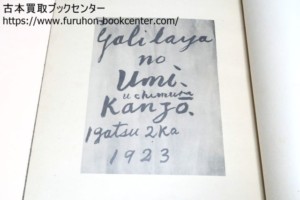 古本買取ブックセンター
https://www.furuhon-bookcenter.com/
Galilaya
no
Umi.
uchimura
Kanzō.
1gatsu 2ka
1923